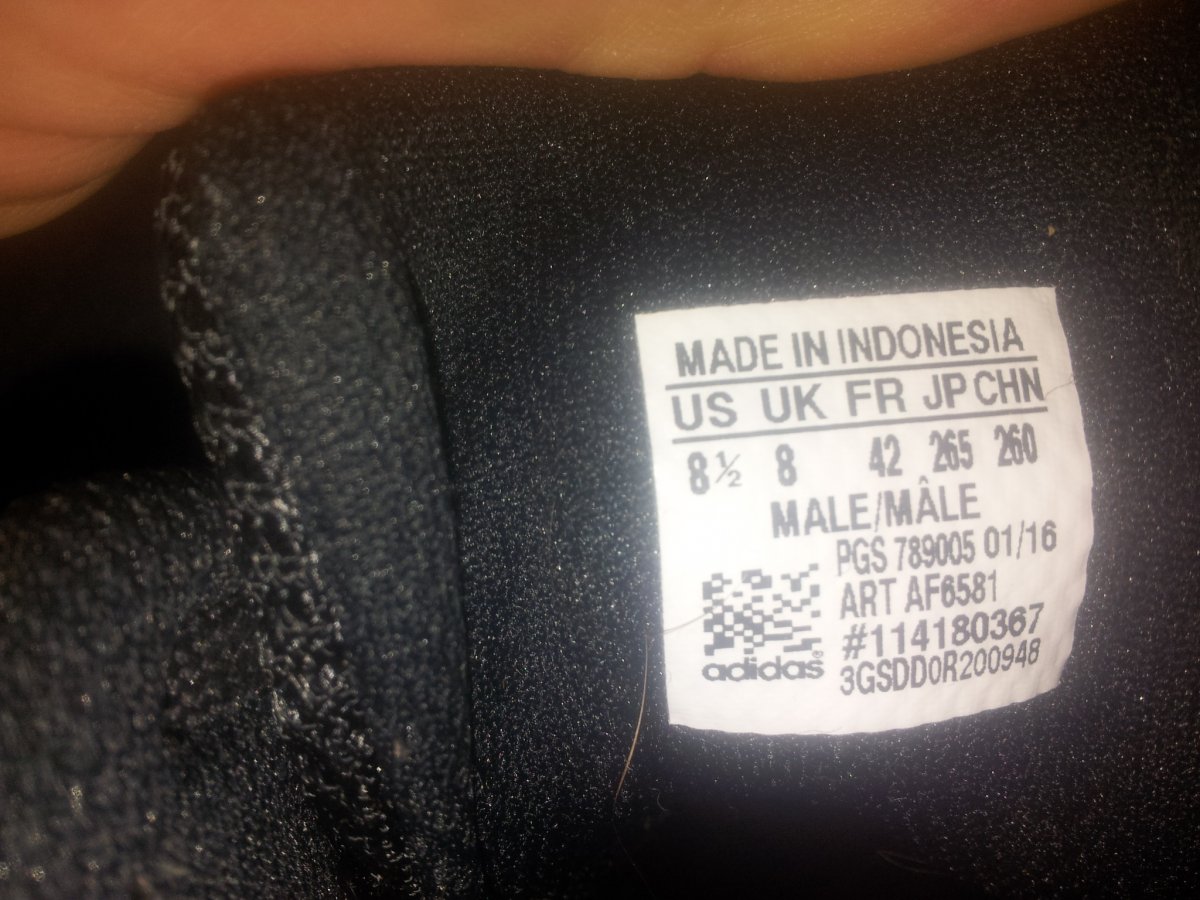 MADE IN INDONESIA
US UK FR JP CHN
8½ 8 42 265 260
MALE/MÂLE
PGS 789005 01/16
ART AF6581
#114180367
adidas® 3GSDD0R200948